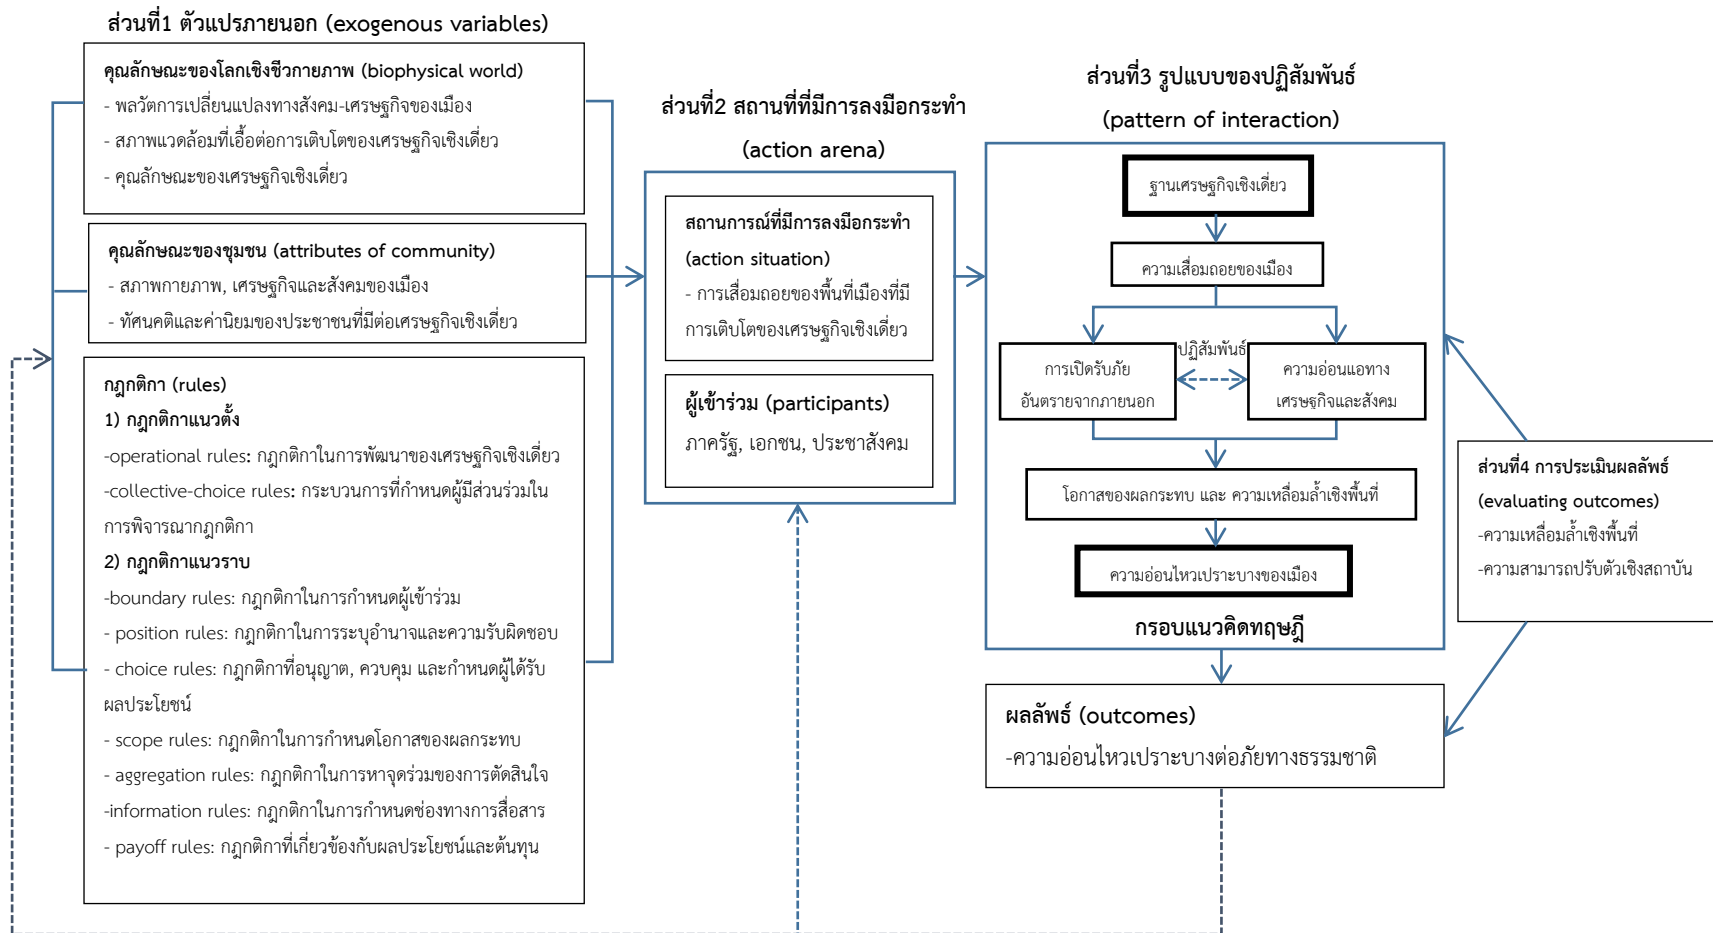 ส่วนที่1 ตัวแปรภายนอก (exogenous variables)
คุณลักษณะของโลกเชิงชีวกายภาพ (biophysical world)
- พลวัตการเปลี่ยนแปลงทางสังคม-เศรษฐกิจของเมือง
- สภาพแวดล้อมที่เอื้อต่อการเติบโตของเศรษฐกิจเชิงเดี่ยว
- คุณลักษณะของเศรษฐกิจเชิงเดี่ยว
คุณลักษณะของชุมชน (attributes of community)
- สภาพกายภาพ, เศรษฐกิจและสังคมของเมือง
- ทัศนคติและค่านิยมของประชาชนที่มีต่อเศรษฐกิจเชิงเดี่ยว
กฎกติกา (rules)
1) กฎกติกาแนวตั้ง
-operational rules: กฎกติกาในการพัฒนาของเศรษฐกิจเชิงเดี่ยว
-collective-choice rules: กระบวนการที่กำหนดผู้มีส่วนร่วมใน
การพิจารณากฎกติกา
2) กฎกติกาแนวราบ
-boundary rules: กฎกติกาในการกำหนดผู้เข้าร่วม
- position rules: กฎกติกาในการระบุอำนาจและความรับผิดชอบ
- choice rules: กฎกติกาที่อนุญาต, ควบคุม และกำหนดผู้ได้รับ
ผลประโยชน์
- scope rules: กฎกติกาในการกำหนดโอกาสของผลกระทบ
- aggregation rules: กฎกติกาในการหาจุดร่วมของการตัดสินใจ
-information rules: กฎกติกาในการกำหนดช่องทางการสื่อสาร
- payoff rules: กฎกติกาที่เกี่ยวข้องกับผลประโยชน์และต้นทุน
ส่วนที่2 สถานที่ที่มีการลงมือกระทำ
(action arena)
สถานการณ์ที่มีการลงมือกระทำ
(action situation)
- การเสื่อมถอยของพื้นที่เมืองที่มี
การเติบโตของเศรษฐกิจเชิงเดี่ยว
ผู้เข้าร่วม (participants)
ภาครัฐ, เอกชน, ประชาสังคม
ส่วนที่3 รูปแบบของปฏิสัมพันธ์
(pattern of interaction)
ฐานเศรษฐกิจเชิงเดี่ยว
ความเสื่อมถอยของเมือง
ปฏิสัมพันธ์
การเปิดรับภัย
อันตรายจากภายนอก
ความอ่อนแอทาง
เศรษฐกิจและสังคม
โอกาสของผลกระทบ และ ความเหลื่อมล้ำเชิงพื้นที่
ความอ่อนไหวเปราะบางของเมือง
กรอบแนวคิดทฤษฎี
ผลลัพธ์ (outcomes)
-ความอ่อนไหวเปราะบางต่อภัยทางธรรมชาติ
ส่วนที่4 การประเมินผลลัพธ์
(evaluating outcomes)
-ความเหลื่อมล้ำเชิงพื้นที่
-ความสามารถปรับตัวเชิงสถาบัน